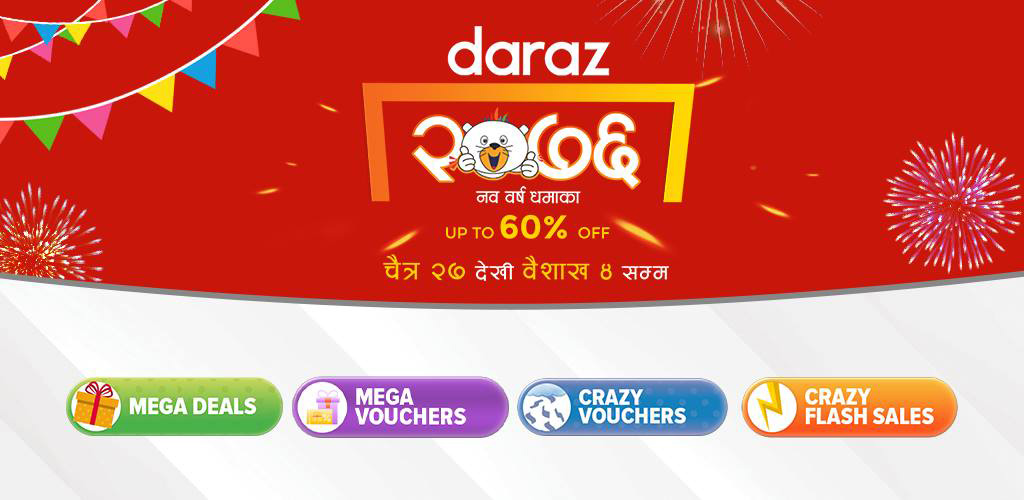 daraz
२०७६
नव वर्ष धमाका
UP TO 60% OFF
चैत्र २७ देखी वैशाख ४ सम्म
MEGA DEALS
MEGA
VOUCHERS
CRAZY
VOUCHERS
CRAZY
FLASH SALES